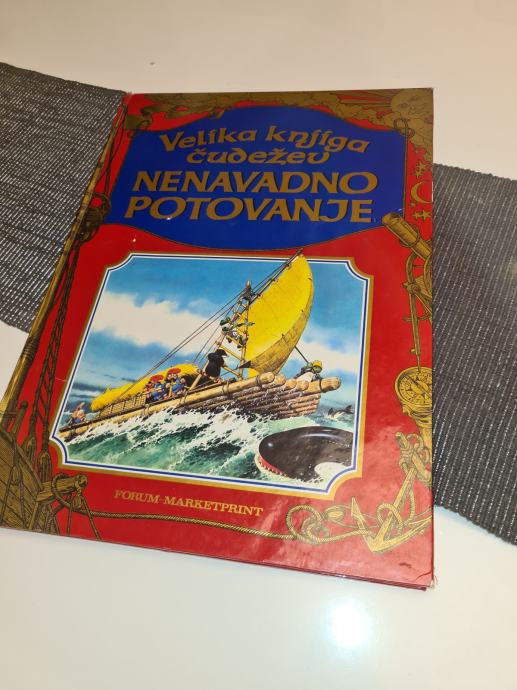 Velika knjiga
čudežev
NENAVADNO
POTOVANJE
FORUM-MARKETPRINT